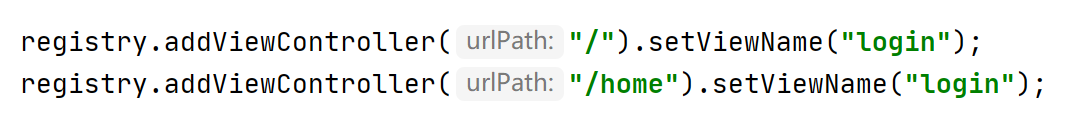 registry.addViewController( urlPath: "/").setViewName("login");
registry.addViewController( urlPath: "/home").setViewName("login");